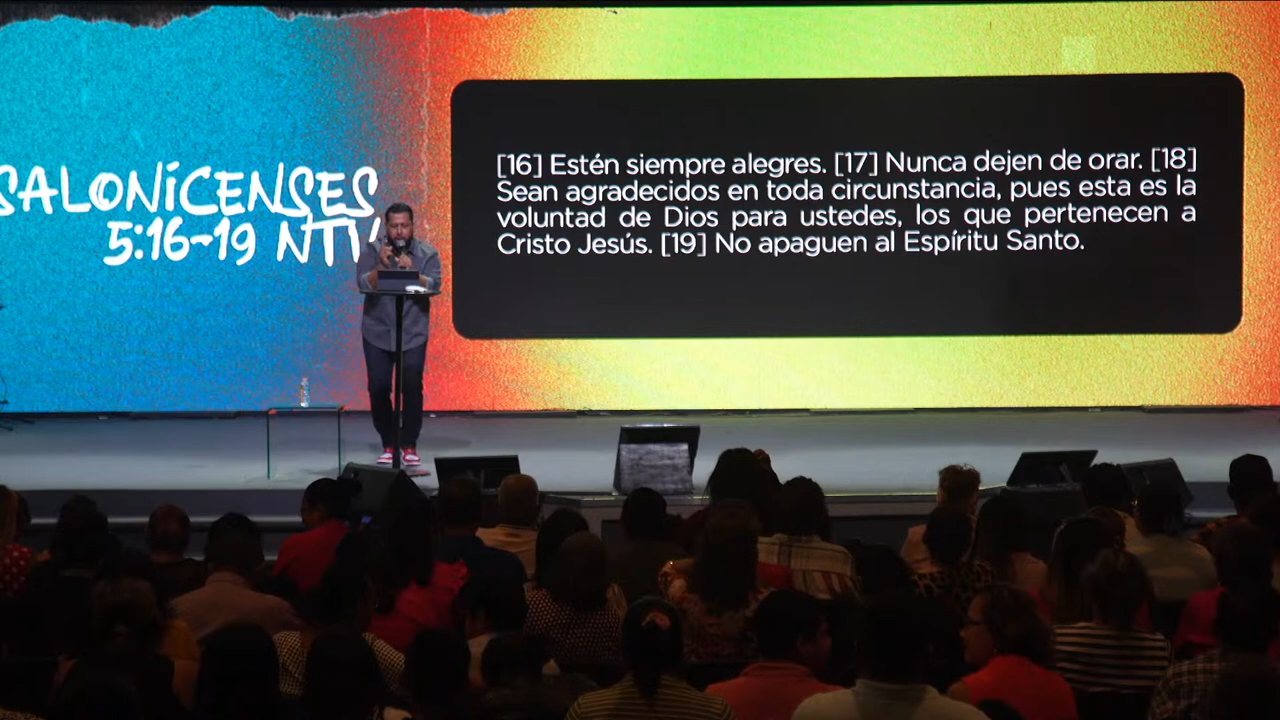 SALONiCENSES
5:16-19 NTV
[16] Estén siempre alegres. [17] Nunca dejen de orar. [18]
Sean agradecidos en toda circunstancia, pues esta es la
voluntad de Dios para ustedes, los que pertenecen a
Cristo Jesús. [19] No apaguen al Espíritu Santo.